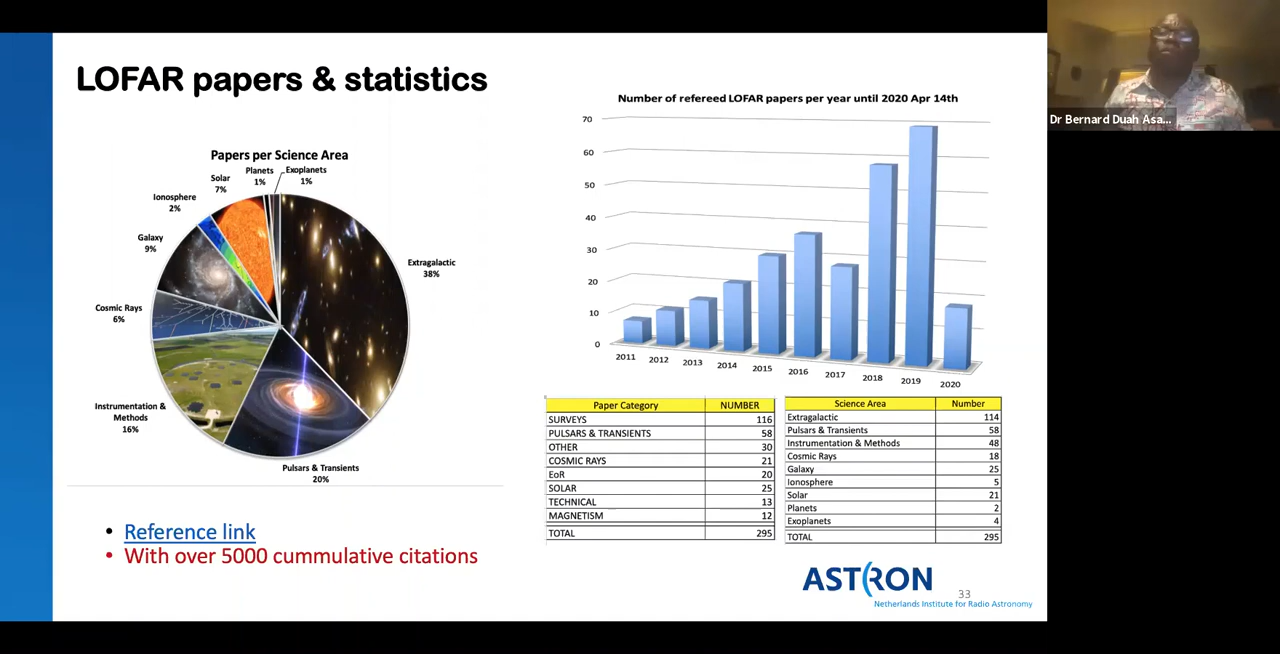 LOFAR papers & statistics
Papers per Science Area
Planets
1%
Exoplanets
1%
Solar
7%
Ionosphere
2%
Galaxy
9%
Extragalactic
38%
Cosmic Rays
6%
Instrumentation &
Methods
16%
Pulsars & Transients
20%
Reference link
With over 5000 cummulative citations
Number of refereed LOFAR papers per year until 2020 Apr 14th
70
60
50
40
30
20
10
0
2011 2012 2013 2014 2015 2016 2017 2018 2019 2020
Paper Category NUMBER
SURVEYS 116
PULSARS & TRANSIENTS 58
OTHER 30
COSMIC RAYS 21
EoR 20
SOLAR 25
TECHNICAL 13
MAGNETISM 12
TOTAL 295
Science Area Number
Extragalactic 114
Pulsars & Transients 58
Instrumentation & Methods 48
Cosmic Rays 18
Galaxy 25
Ionosphere 5
Solar 21
Planets 2
Exoplanets 4
TOTAL 295
ASTRON
33
Netherlands Institute for Radio Astronomy
Dr Bernard Duah Asa...